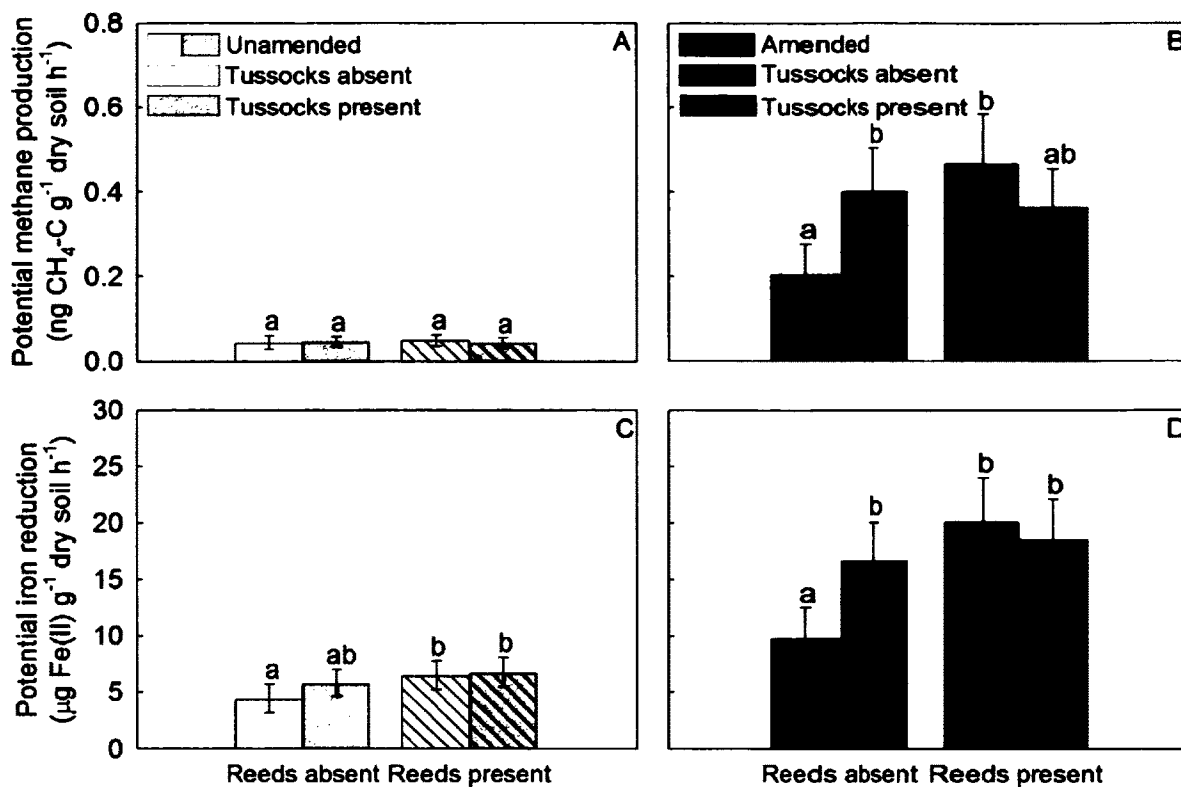 Potential methane production
(ng CH₄-C g⁻¹ dry soil h⁻¹)
0.8
0.6
0.4
0.2
0.0
Unamended
Tussocks absent
Tussocks present
A
a
a
a
a
Amended
Tussocks absent
Tussocks present
B
a
b
b
ab
Potential iron reduction
(µg Fe(II) g⁻¹ dry soil h⁻¹)
30
25
20
15
10
5
0
C
a
ab
b
b
Reeds absent Reeds present
D
a
b
b
b
Reeds absent Reeds present